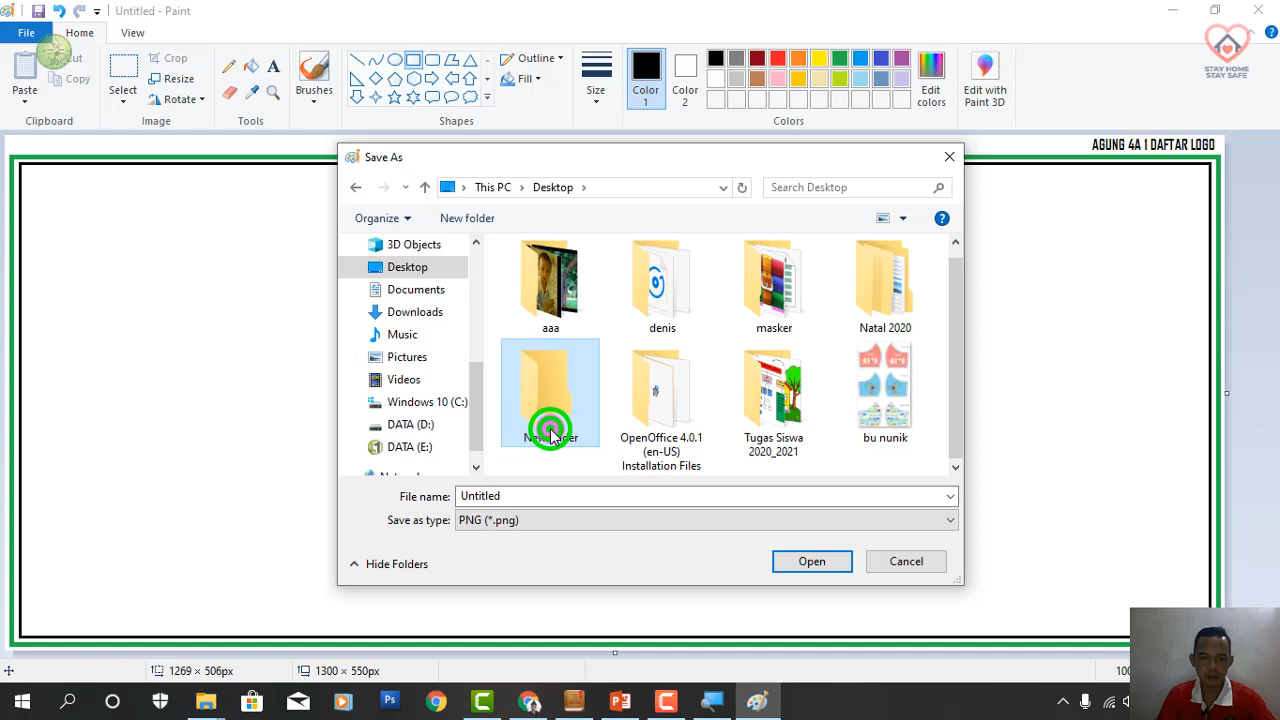 Untitled - Paint
File Home View
Paste
Cut
Copy
Clipboard
Select
Crop
Resize
Rotate
Image
Tools
Brushes
Outline
Fill
Shapes
Size
Color 1
Color 2
Edit colors
Colors
Edit with Paint 3D
STAY HOME
STAY SAFE
AGUNG 4A 1 DAFTAR LOGO
Save As
This PC > Desktop >
Search Desktop
Organize
New folder
3D Objects
Desktop
Documents
Downloads
Music
Pictures
Videos
Windows 10 (C:)
DATA (D:)
DATA (E:)
aaa
denis
masker
Natal 2020
OpenOffice 4.0.1
(en-US)
Installation Files
Tugas Siswa
2020_2021
bu nunik
File name: Untitled
Save as type: PNG (*.png)
Hide Folders
Open
Cancel
1269 × 506px
1300 × 550px
100